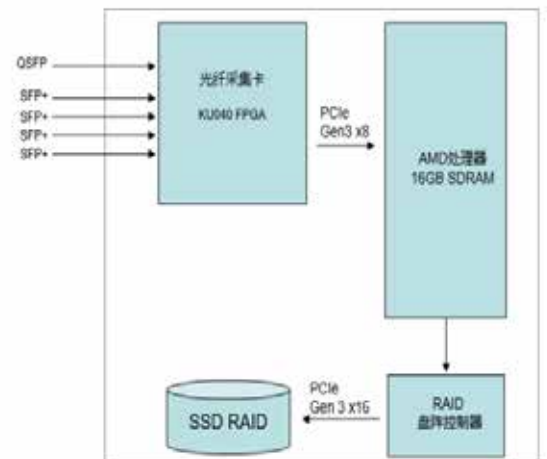 QSFP
SFP+
SFP+
SFP+
SFP+
光纤采集卡
KU040 FPGA
PCIe
Gen3 x8
AMD处理器
16GB SDRAM
SSD RAID
PCIe
Gen 3 x16
RAID
盘阵控制器